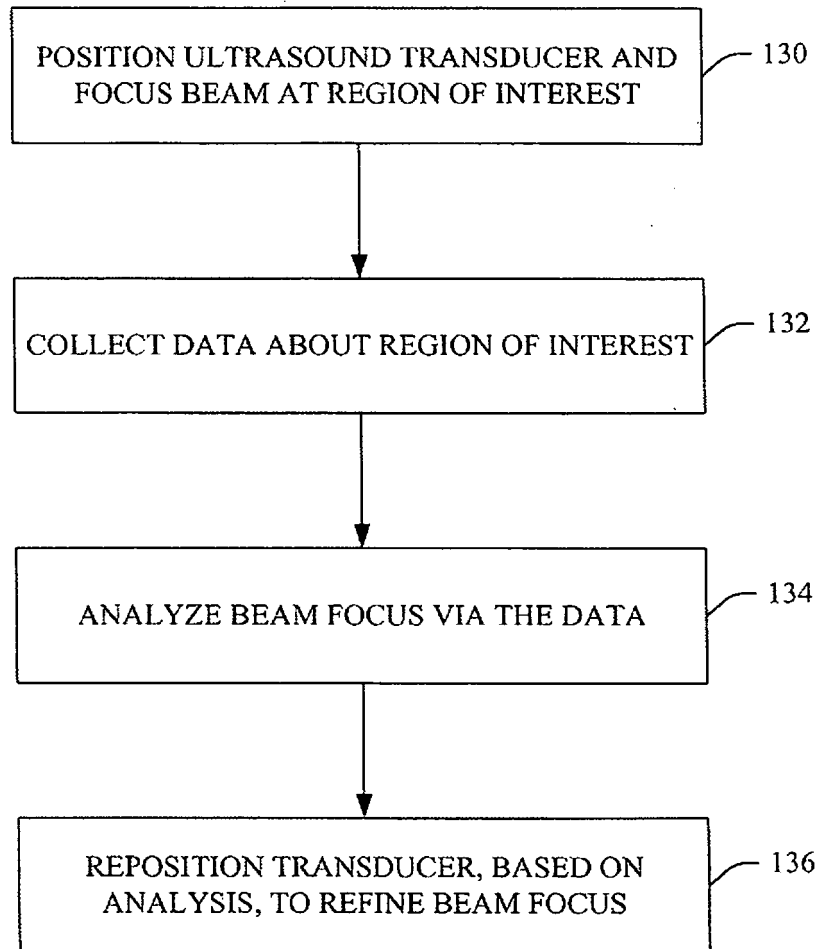 POSITION ULTRASOUND TRANSDUCER AND
FOCUS BEAM AT REGION OF INTEREST
130
COLLECT DATA ABOUT REGION OF INTEREST
132
ANALYZE BEAM FOCUS VIA THE DATA
134
REPOSITION TRANSDUCER, BASED ON
ANALYSIS, TO REFINE BEAM FOCUS
136